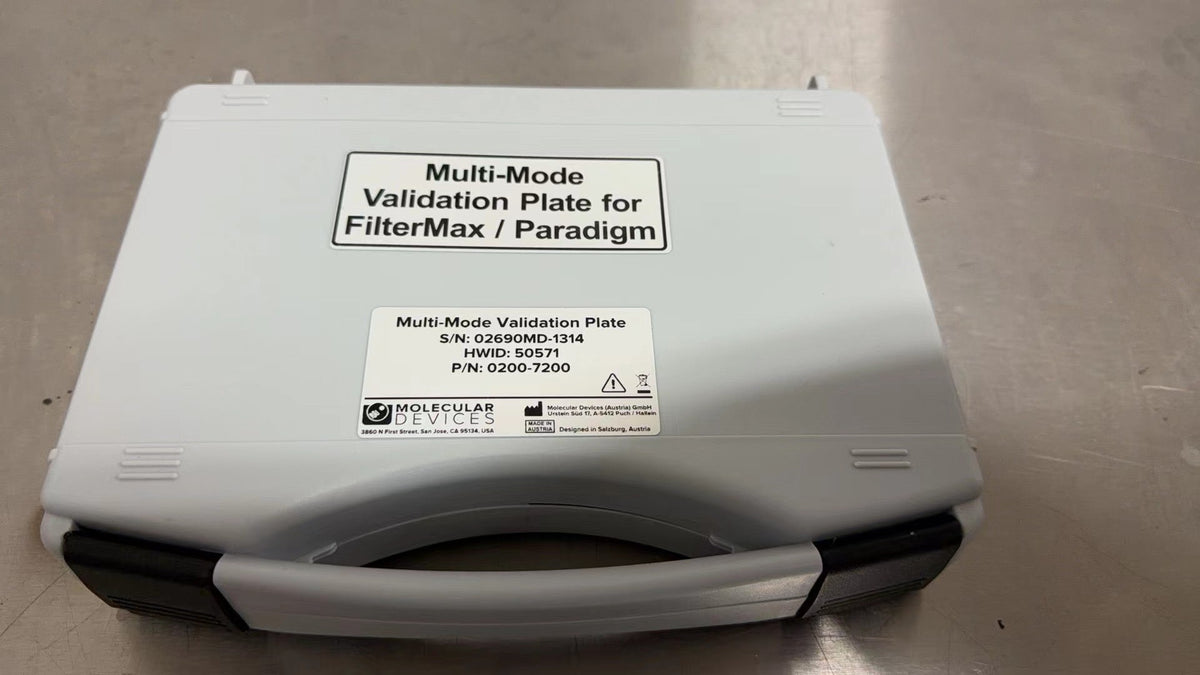 Multi-Mode
Validation Plate for
FilterMax / Paradigm
Multi-Mode Validation Plate
S/N: 02690MD-1314
HWID: 50571
P/N: 0200-7200
MOLECULAR
DEVICES
3860 N First Street, San Jose, CA 95134, USA
Molecular Devices (Austria) GmbH
Urstein Süd 17, A-5412 Puch / Hallein
MADE IN
AUSTRIA
Designed in Salzburg, Austria